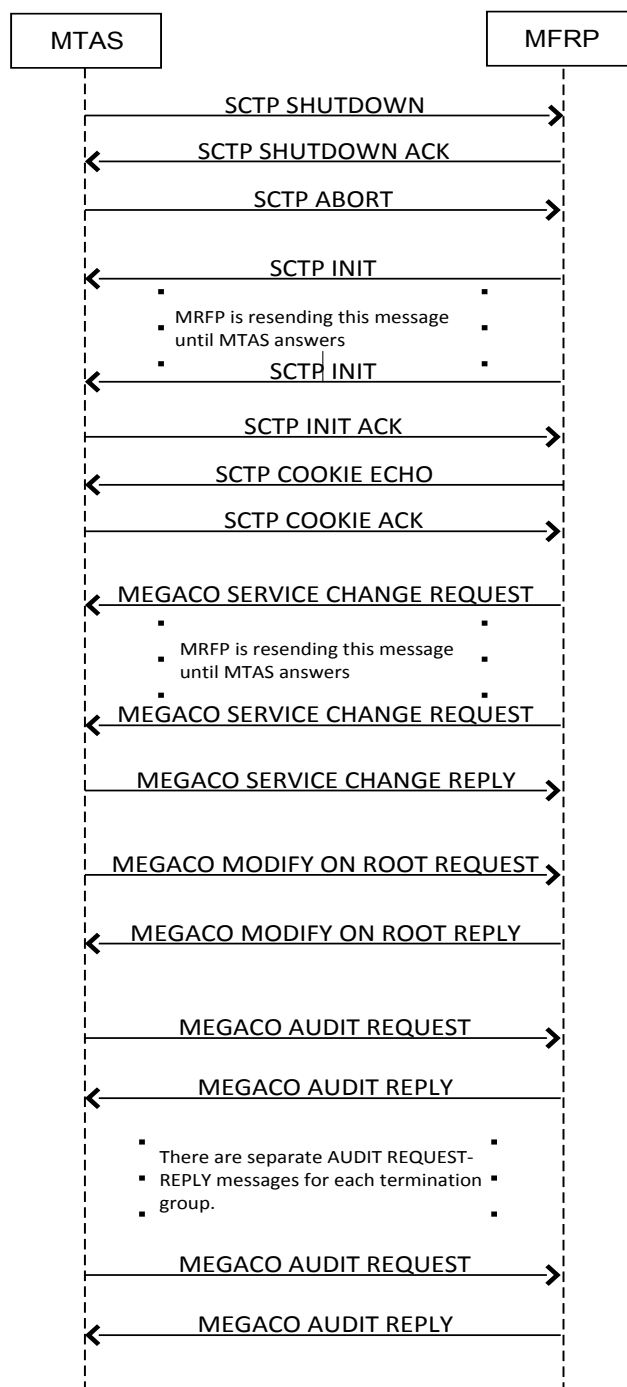 MTAS
MFRP
SCTP SHUTDOWN
SCTP SHUTDOWN ACK
SCTP ABORT
SCTP INIT
MRFP is resending this message
until MTAS answers
SCTP INIT
SCTP INIT ACK
SCTP COOKIE ECHO
SCTP COOKIE ACK
MEGACO SERVICE CHANGE REQUEST
MRFP is resending this message
until MTAS answers
MEGACO SERVICE CHANGE REQUEST
MEGACO SERVICE CHANGE REPLY
MEGACO MODIFY ON ROOT REQUEST
MEGACO MODIFY ON ROOT REPLY
MEGACO AUDIT REQUEST
MEGACO AUDIT REPLY
There are separate AUDIT REQUEST-
REPLY messages for each termination
group.
MEGACO AUDIT REQUEST
MEGACO AUDIT REPLY